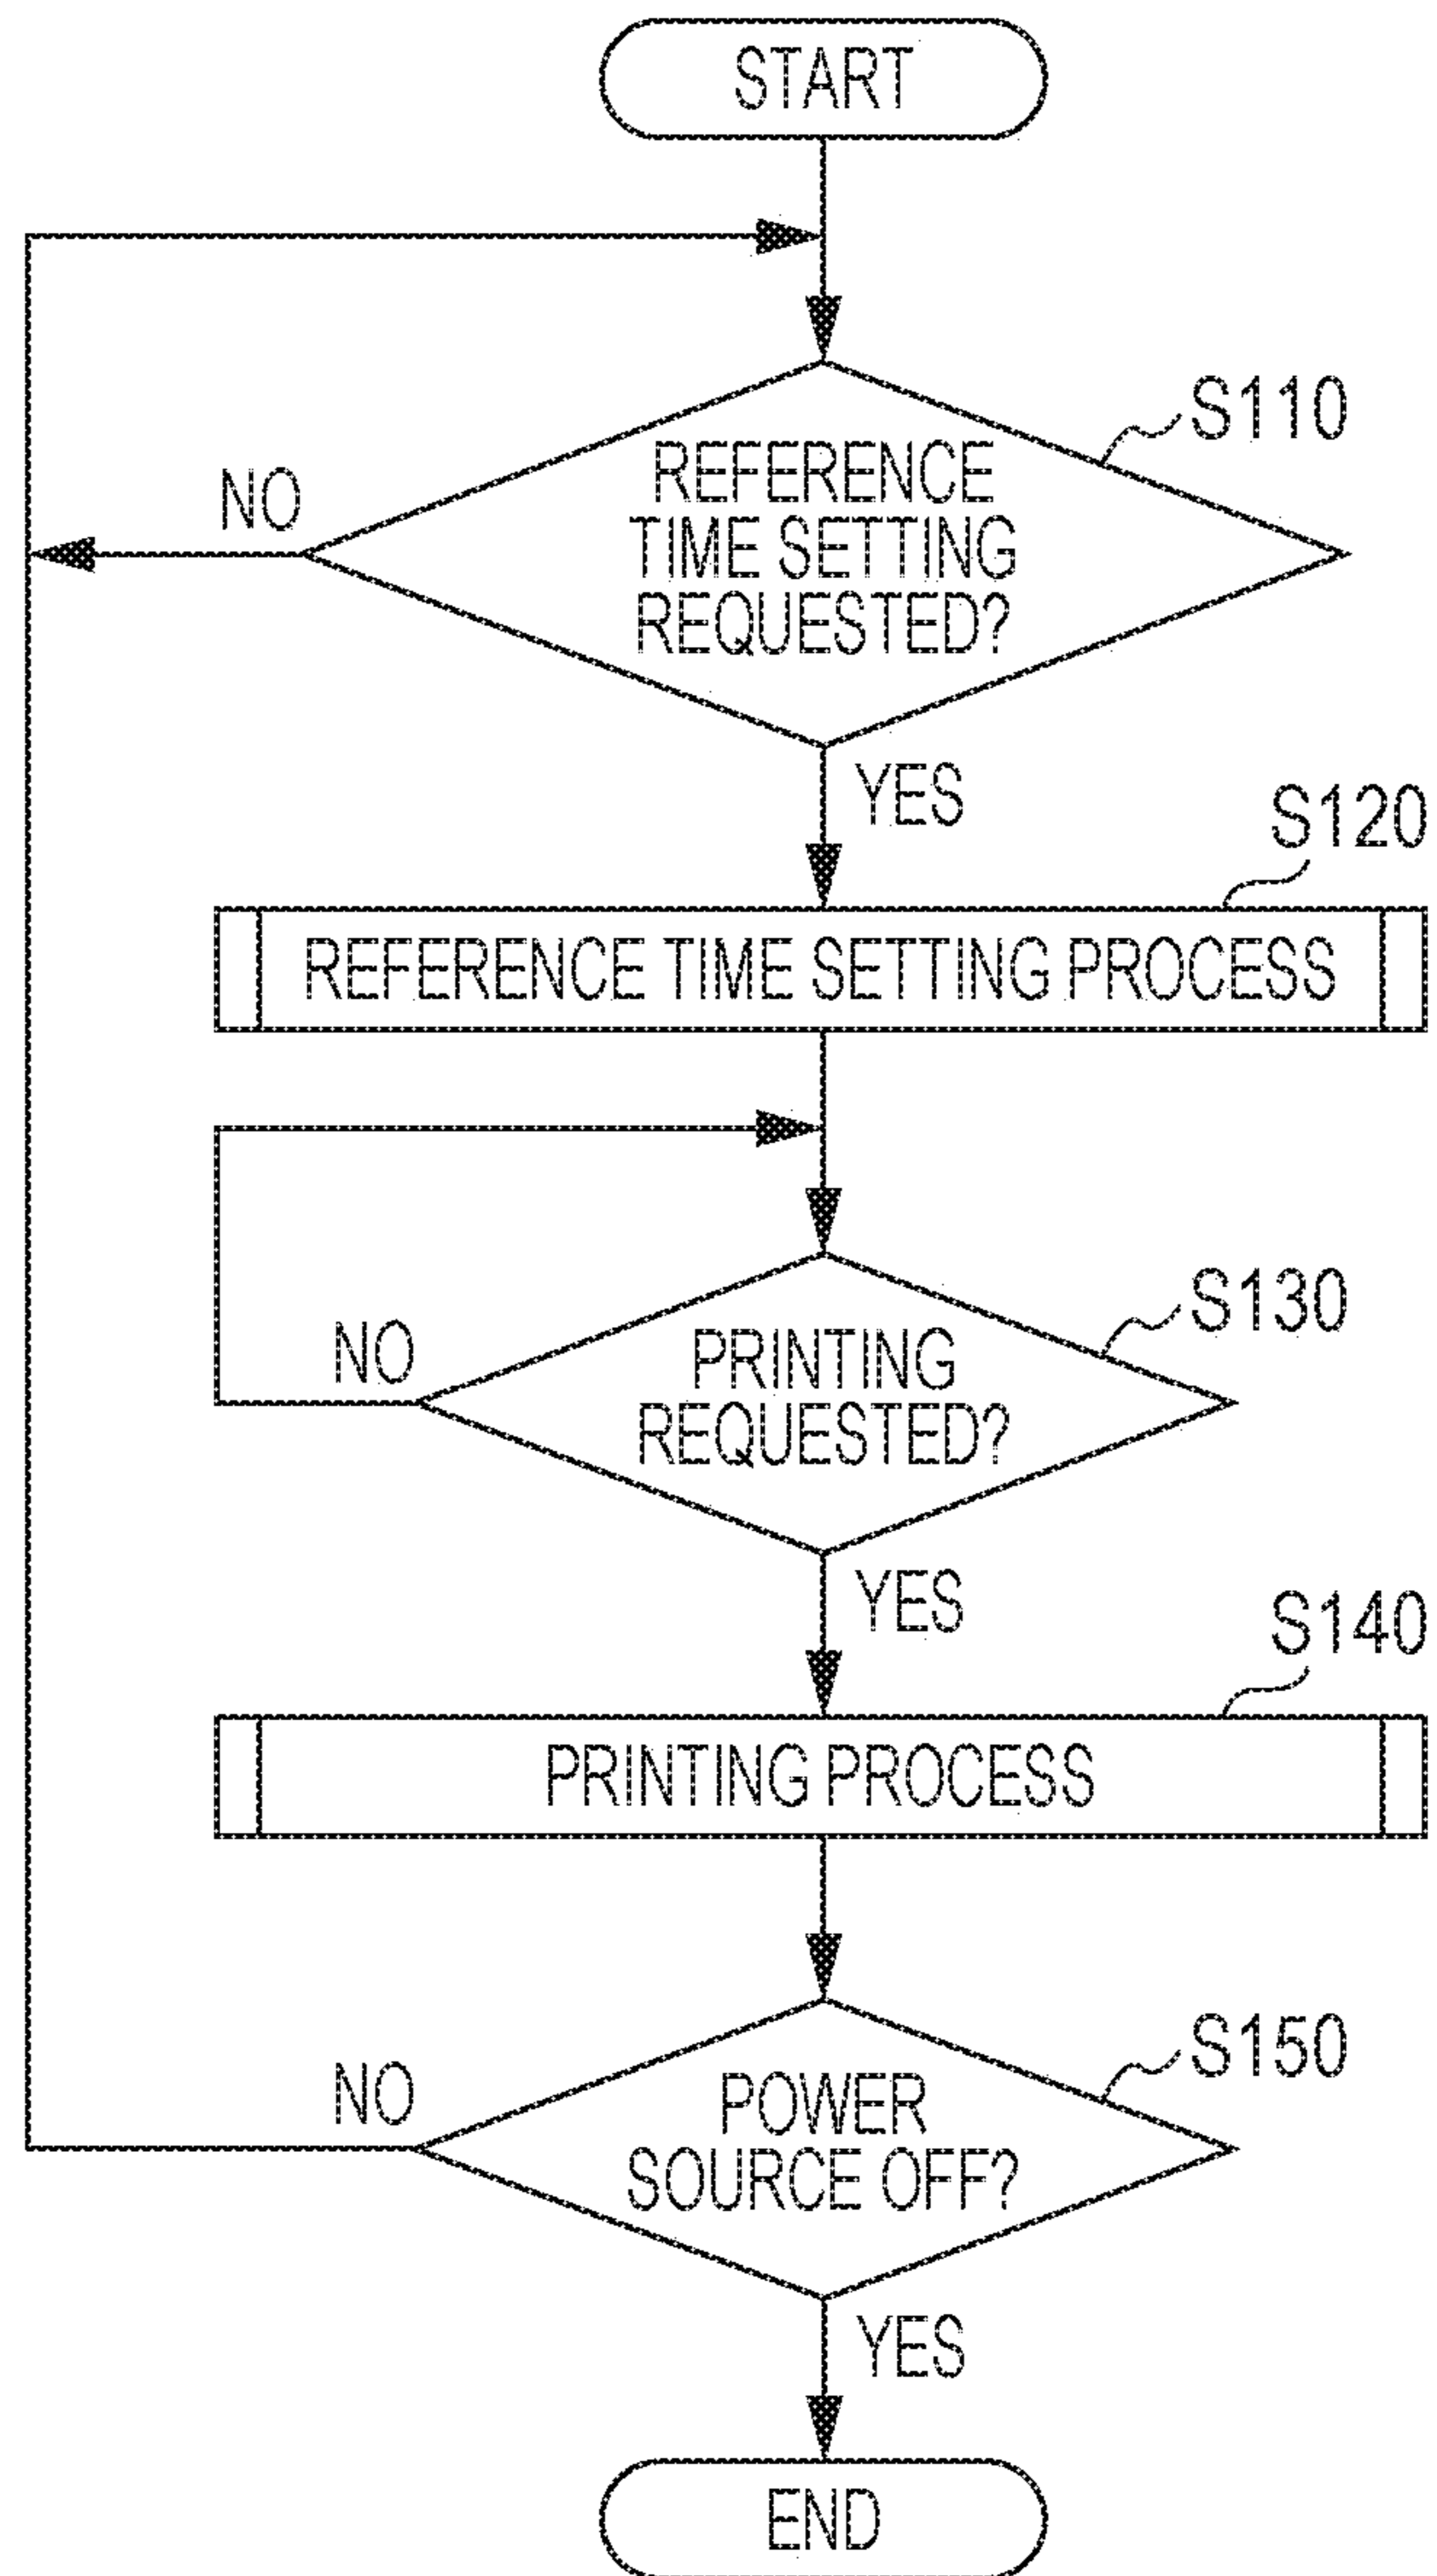 START
S110
REFERENCE
TIME SETTING
REQUESTED?
NO
YES
S120
REFERENCE TIME SETTING PROCESS
S130
PRINTING
REQUESTED?
NO
YES
S140
PRINTING PROCESS
S150
POWER
SOURCE OFF?
NO
YES
END